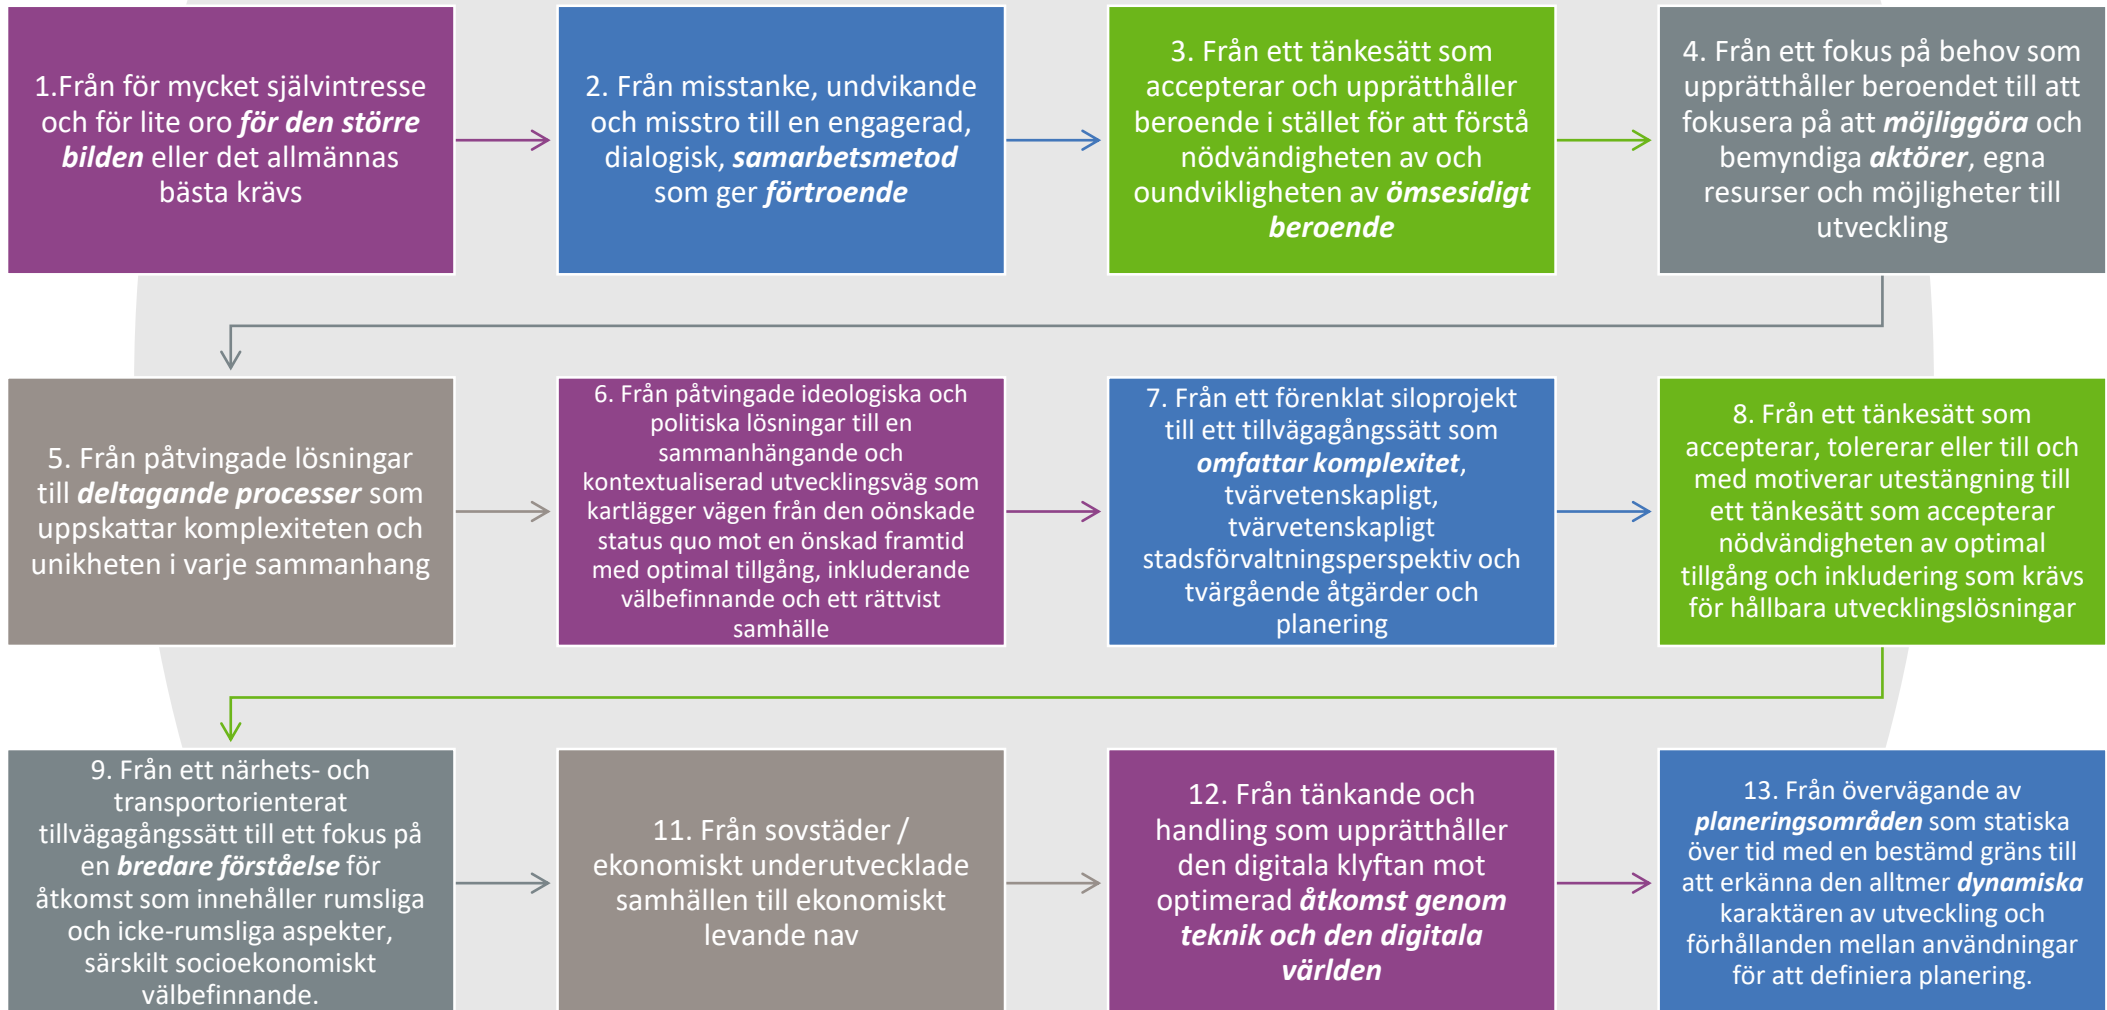 1.Från för mycket självintresse
och för lite oro för den större
bilden eller det allmännas
bästa krävs
2. Från misstanke, undvikande
och misstro till en engagerad,
dialogisk, samarbetsmetod
som ger förtroende
3. Från ett tänkesätt som
accepterar och upprätthåller
beroende i stället för att förstå
nödvändigheten av och
oundvikligheten av ömsesidigt
beroende
4. Från ett fokus på behov som
upprätthåller beroendet till att
fokusera på att möjliggöra och
bemyndiga aktörer, egna
resurser och möjligheter till
utveckling
5. Från påtvingade lösningar
till deltagande processer som
uppskattar komplexiteten och
unikheten i varje sammanhang
6. Från påtvingade ideologiska och
politiska lösningar till en
sammanhängande och
kontextualiserad utvecklingsväg som
kartlägger vägen från den oönskade
status quo mot en önskad framtid
med optimal tillgång, inkluderande
välbefinnande och ett rättvist
samhälle
7. Från ett förenklat siloprojekt
till ett tillvägagångssätt som
omfattar komplexitet,
tvärvetenskapligt,
tvärvetenskapligt
stadsförvaltningsperspektiv och
tvärgående åtgärder och
planering
8. Från ett tänkesätt som
accepterar, tolererar eller till och
med motiverar utestängning till
ett tänkesätt som accepterar
nödvändigheten av optimal
tillgång och inkludering som krävs
för hållbara utvecklingslösningar
9. Från ett närhets- och
transportorienterat
tillvägagångssätt till ett fokus på
en bredare förståelse för
åtkomst som innehåller rumsliga
och icke-rumsliga aspekter,
särskilt socioekonomiskt
välbefinnande.
11. Från sovstäder /
ekonomiskt underutvecklade
samhällen till ekonomiskt
levande nav
12. Från tänkande och
handling som upprätthåller
den digitala klyftan mot
optimerad åtkomst genom
teknik och den digitala
världen
13. Från övervägande av
planeringsområden som statiska
över tid med en bestämd gräns till
att erkänna den alltmer dynamiska
karaktären av utveckling och
förhållanden mellan användningar
för att definiera planering.